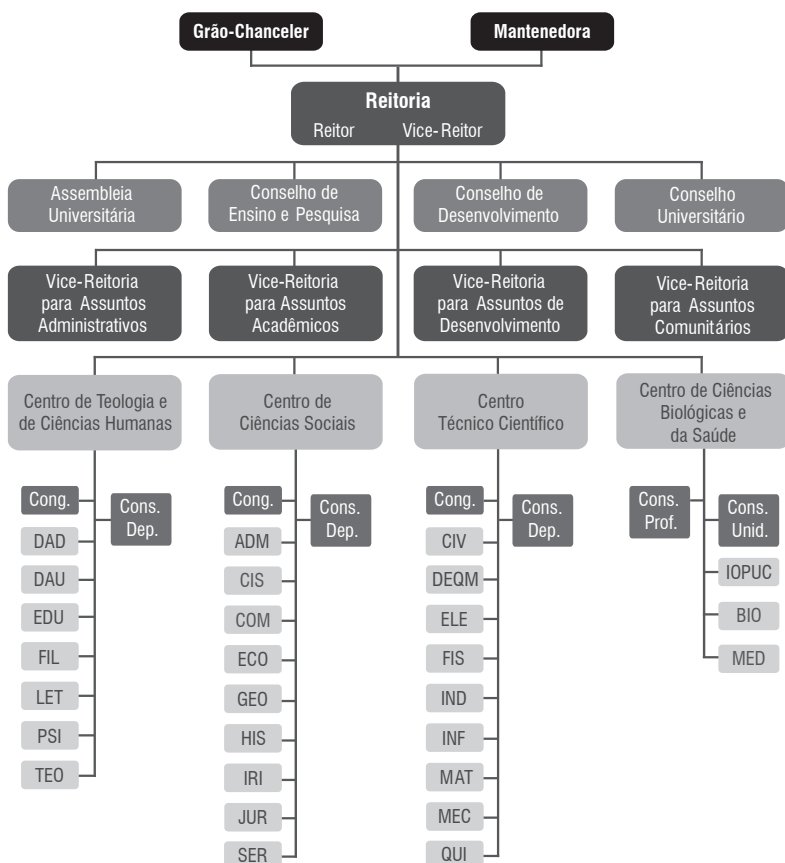 Grão-Chanceler
Mantenedora
Reitoria
Reitor Vice-Reitor
Assembleia
Universitária
Conselho de
Ensino e Pesquisa
Conselho de
Desenvolvimento
Conselho
Universitário
Vice-Reitoria
para Assuntos
Administrativos
Vice-Reitoria
para Assuntos
Acadêmicos
Vice-Reitoria
para Assuntos de
Desenvolvimento
Vice-Reitoria
para Assuntos
Comunitários
Centro de Teologia e
de Ciências Humanas
Centro de
Ciências Sociais
Centro
Técnico Científico
Centro de Ciências
Biológicas e
da Saúde
Cong.
Cons.
Dep.
DAD
DAU
EDU
FIL
LET
PSI
TEO
Cong.
Cons.
Dep.
ADM
CIS
COM
ECO
GEO
HIS
IRI
JUR
SER
Cong.
Cons.
Dep.
CIV
DEQM
ELE
FIS
IND
INF
MAT
MEC
QUI
Cons.
Prof.
Cons.
Unid.
IOPUC
BIO
MED